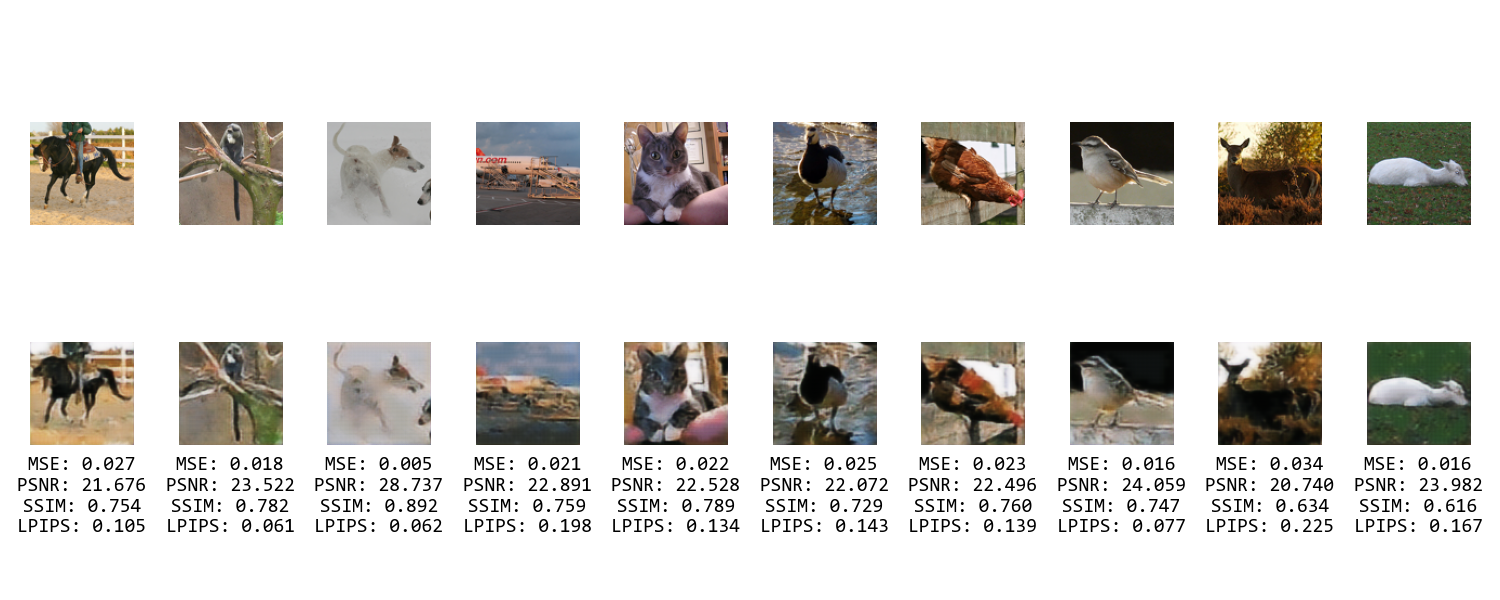 a.com
MSE: 0.027 MSE: 0.018 MSE: 0.005 MSE: 0.021 MSE: 0.022 MSE: 0.025 MSE: 0.023 MSE: 0.016 MSE: 0.034 MSE: 0.016
PSNR: 21.676 PSNR: 23.522 PSNR: 28.737 PSNR: 22.891 PSNR: 22.528 PSNR: 22.072 PSNR: 22.496 PSNR: 24.059 PSNR: 20.740 PSNR: 23.982
SSIM: 0.754 SSIM: 0.782 SSIM: 0.892 SSIM: 0.759 SSIM: 0.789 SSIM: 0.729 SSIM: 0.760 SSIM: 0.747 SSIM: 0.634 SSIM: 0.616
LPIPS: 0.105 LPIPS: 0.061 LPIPS: 0.062 LPIPS: 0.198 LPIPS: 0.134 LPIPS: 0.143 LPIPS: 0.139 LPIPS: 0.077 LPIPS: 0.225 LPIPS: 0.167